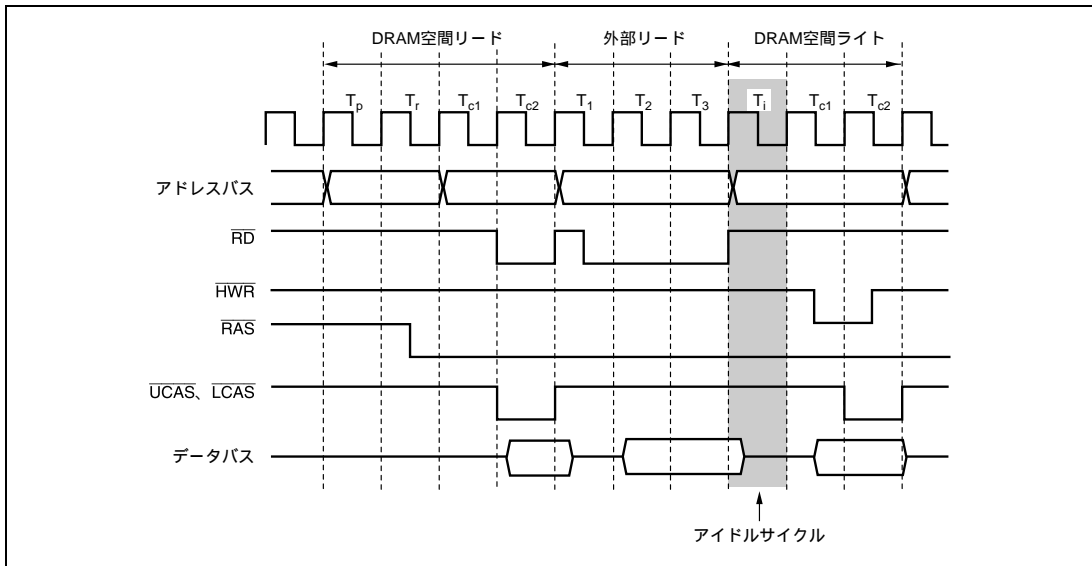 DRAM空間リード 外部リード DRAM空間ライト
Tp Tr Tc1 Tc2 T1 T2 T3 Ti Tc1 Tc2
アドレスバス
RD
HWR
RAS
UCAS、LCAS
データバス
アイドルサイクル